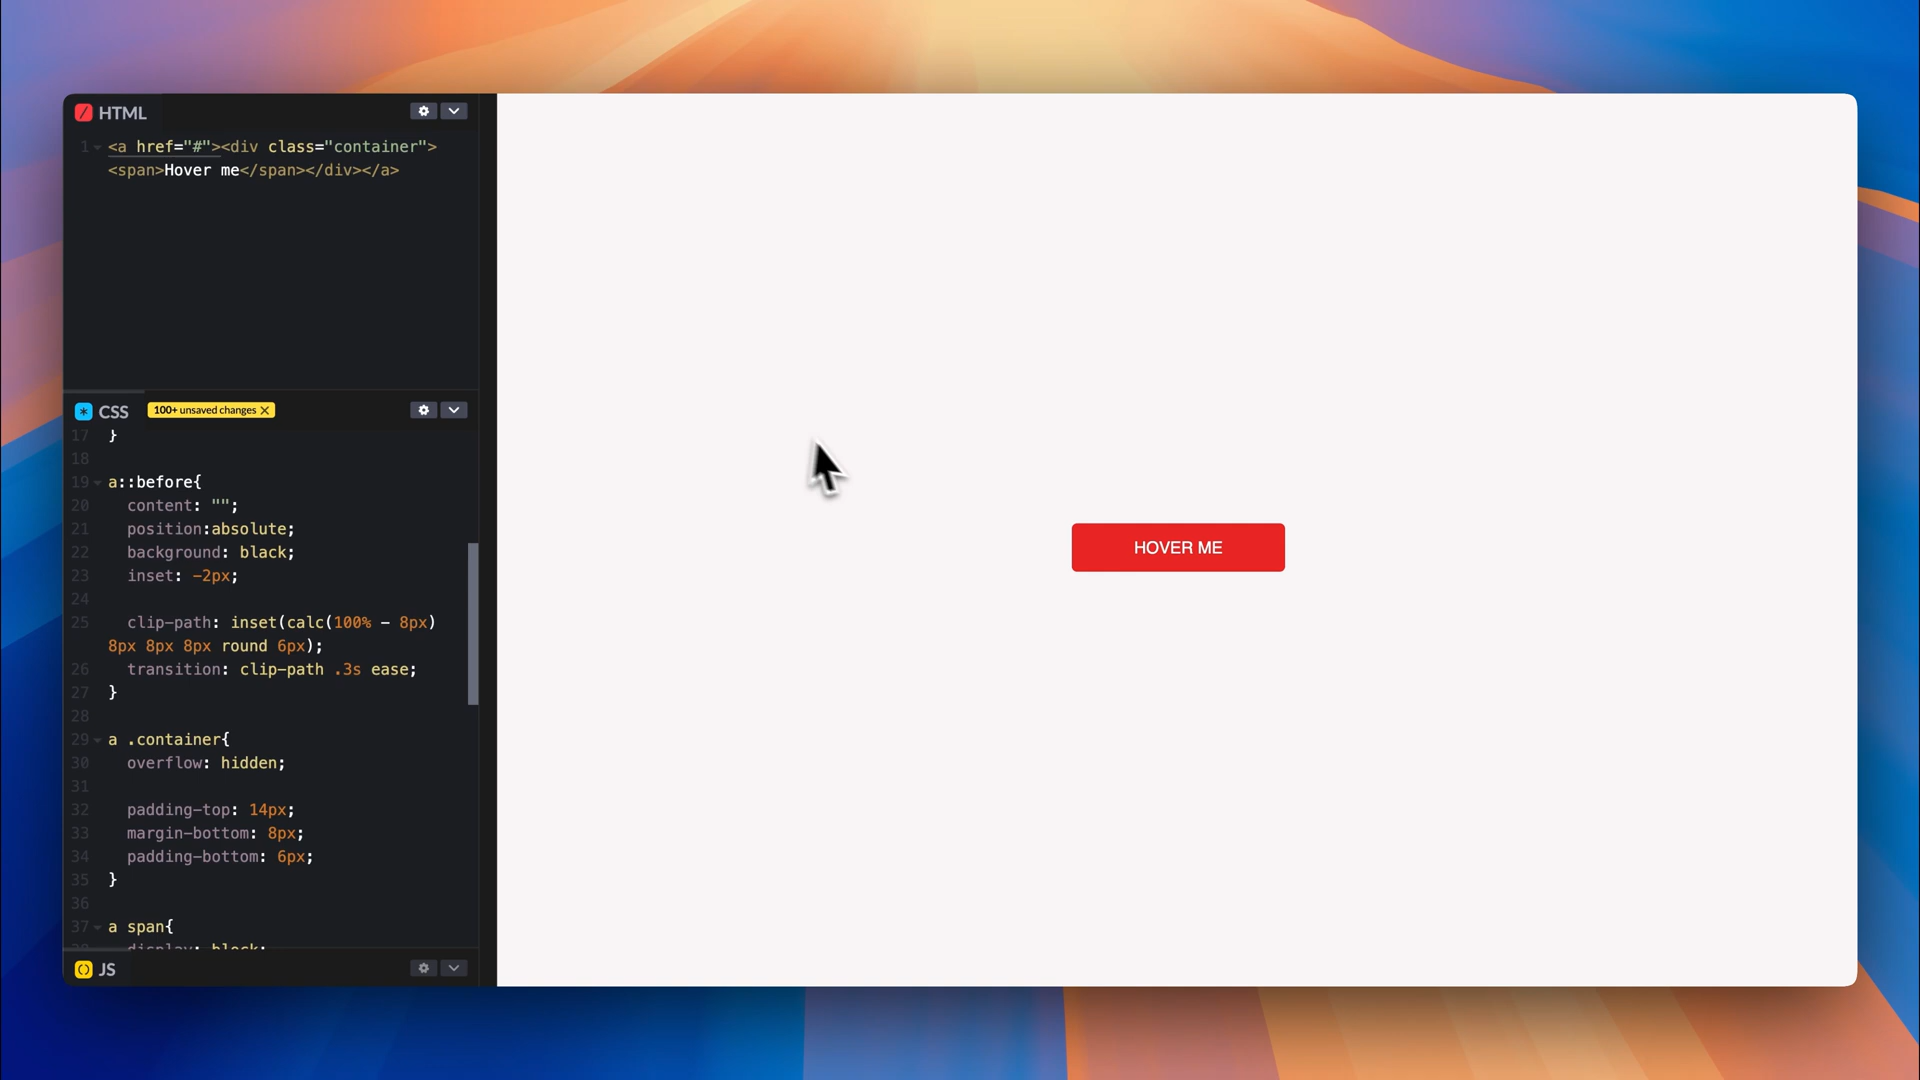 HTML
1 <a href="#"><div class="container">
<span>Hover me</span></div></a>
CSS 100+ unsaved changes
17 }
18
19 a::before{
20 content: "";
21 position:absolute;
22 background: black;
23 inset: -2px;
24
25 clip-path: inset(calc(100% - 8px)
8px 8px 8px round 6px);
26 transition: clip-path .3s ease;
27 }
28
29 a .container{
30 overflow: hidden;
31
32 padding-top: 14px;
33 margin-bottom: 8px;
34 padding-bottom: 6px;
35 }
36
37 a span{
38 display: block;
JS
HOVER ME